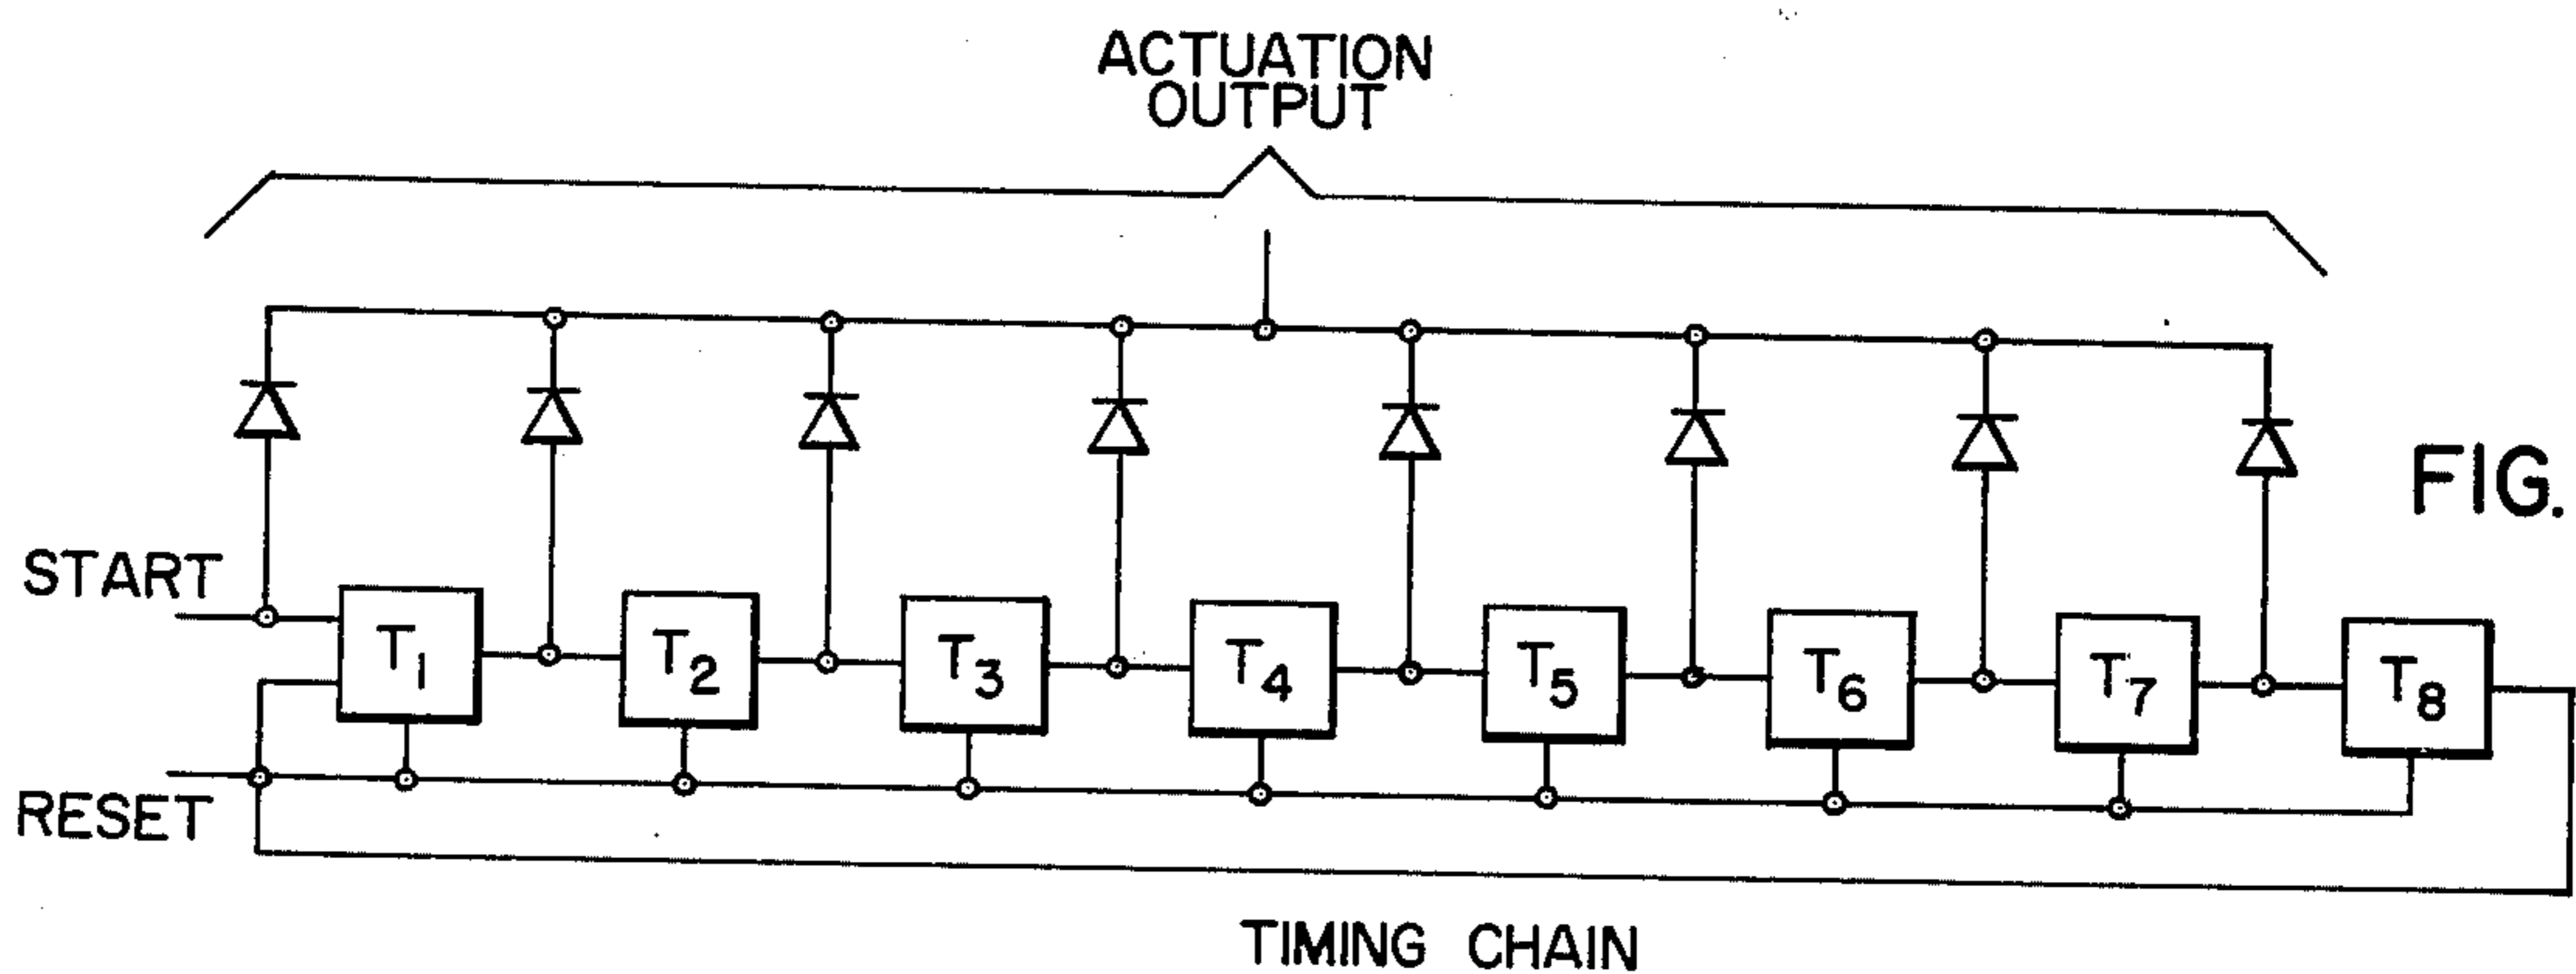 ACTUATION
OUTPUT
FIG.
START
T1 T2 T3 T4 T5 T6 T7 T8
RESET
TIMING CHAIN